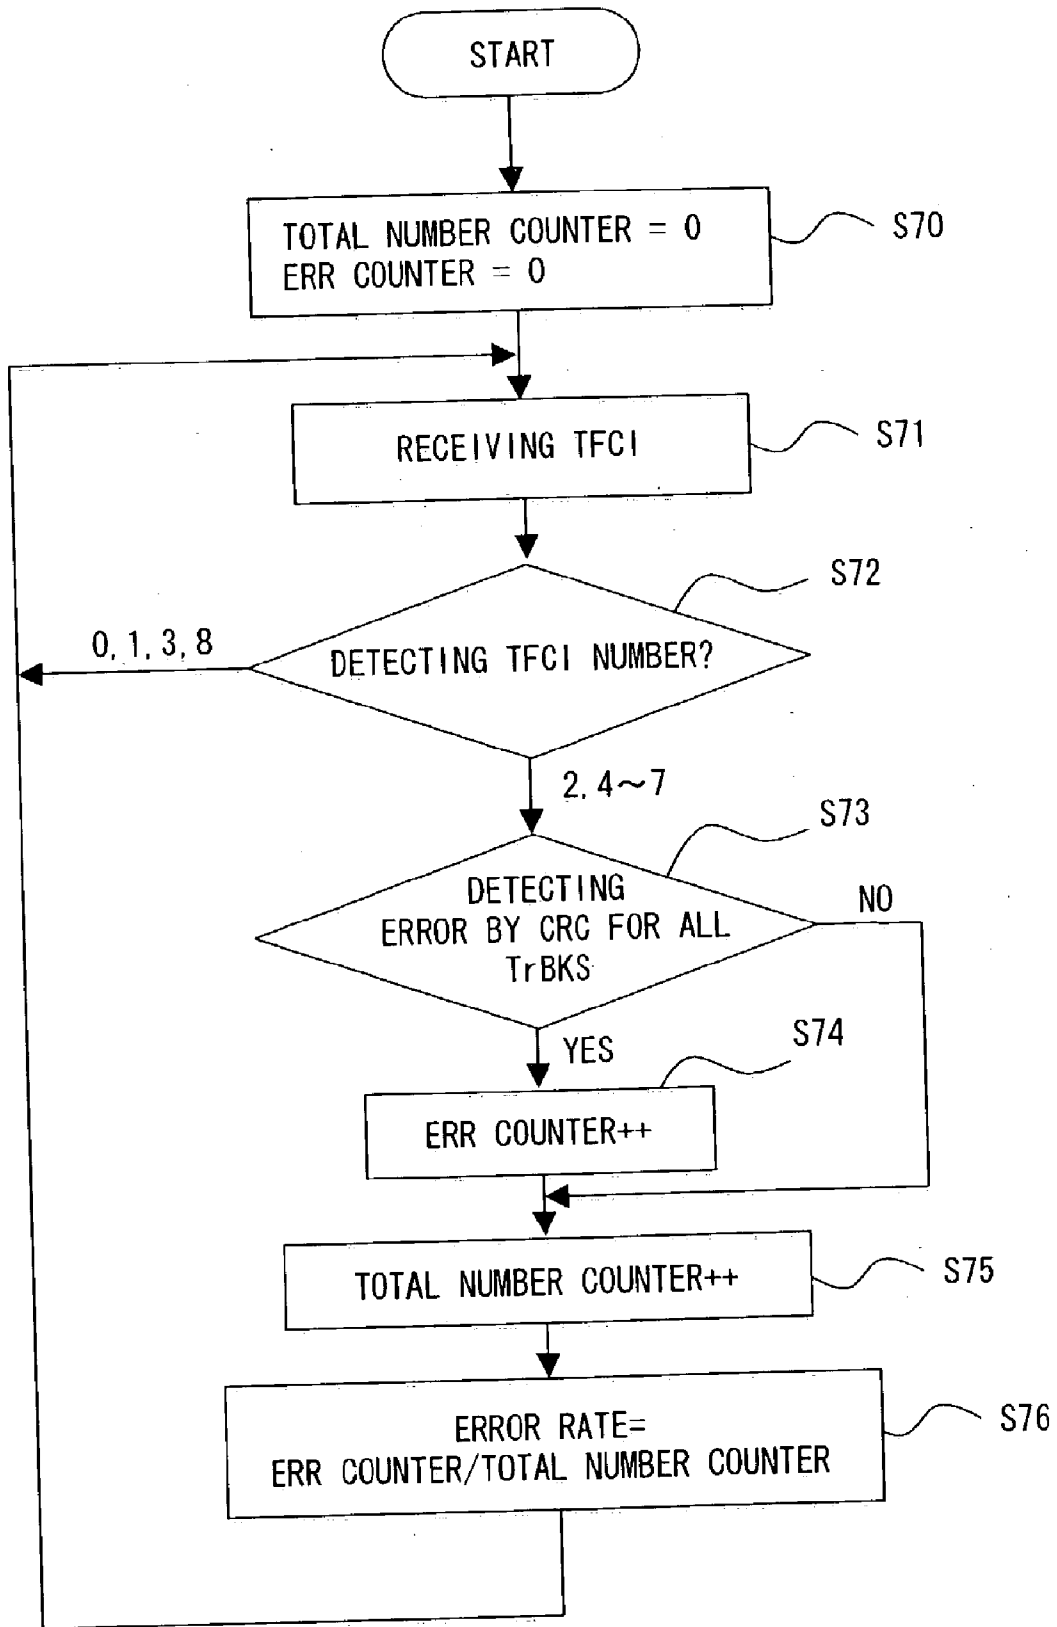 START
TOTAL NUMBER COUNTER = 0
ERR COUNTER = 0
S70
RECEIVING TFCI
S71
DETECTING TFCI NUMBER?
S72
0, 1, 3, 8
2, 4～7
DETECTING
ERROR BY CRC FOR ALL
TrBKS
S73
NO
YES
ERR COUNTER++
S74
TOTAL NUMBER COUNTER++
S75
ERROR RATE=
ERR COUNTER/TOTAL NUMBER COUNTER
S76